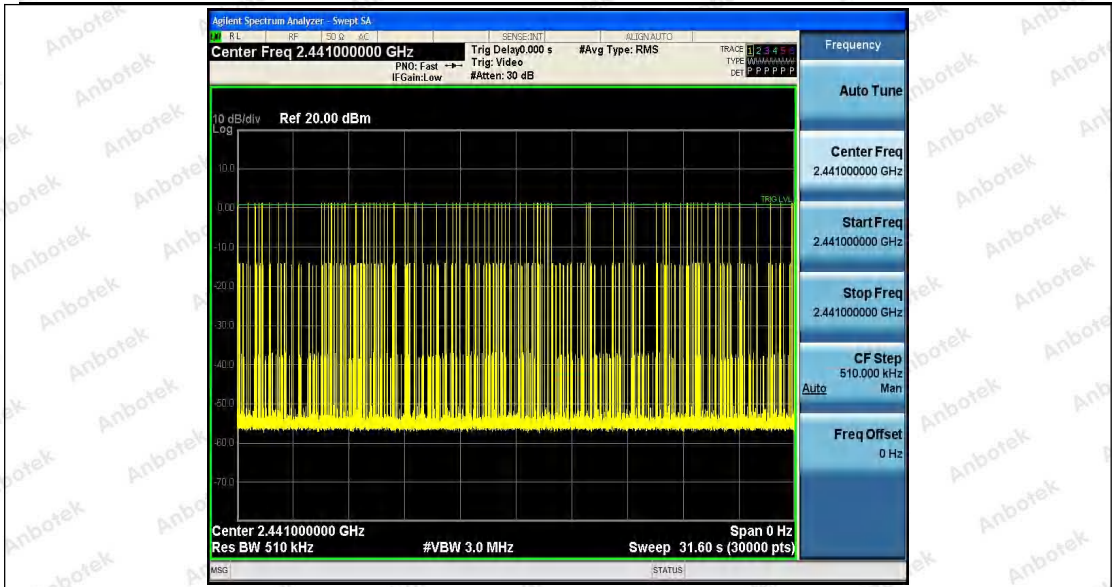 Agilent Spectrum Analyzer - Swept SA
RL RF 50 Ω AC SENSE:INT ALIGN AUTO
Center Freq 2.441000000 GHz
PNO: Fast
IFGain:Low
Trig Delay0.000 s
Trig: Video
#Atten: 30 dB
#Avg Type: RMS
TRACE 1 2 3 4 5 6
TYPE
DET P P P P P P
10 dB/div Ref 20.00 dBm
Log
10.0
0.00
TRIG LVL
-10.0
-20.0
-30.0
-40.0
-50.0
-60.0
-70.0
Center 2.441000000 GHz
Span 0 Hz
Res BW 510 kHz
#VBW 3.0 MHz
Sweep 31.60 s (30000 pts)
MSG
STATUS
Frequency
Auto Tune
Center Freq
2.441000000 GHz
Start Freq
2.441000000 GHz
Stop Freq
2.441000000 GHz
CF Step
510.000 kHz
Auto Man
Freq Offset
0 Hz
Anbotek